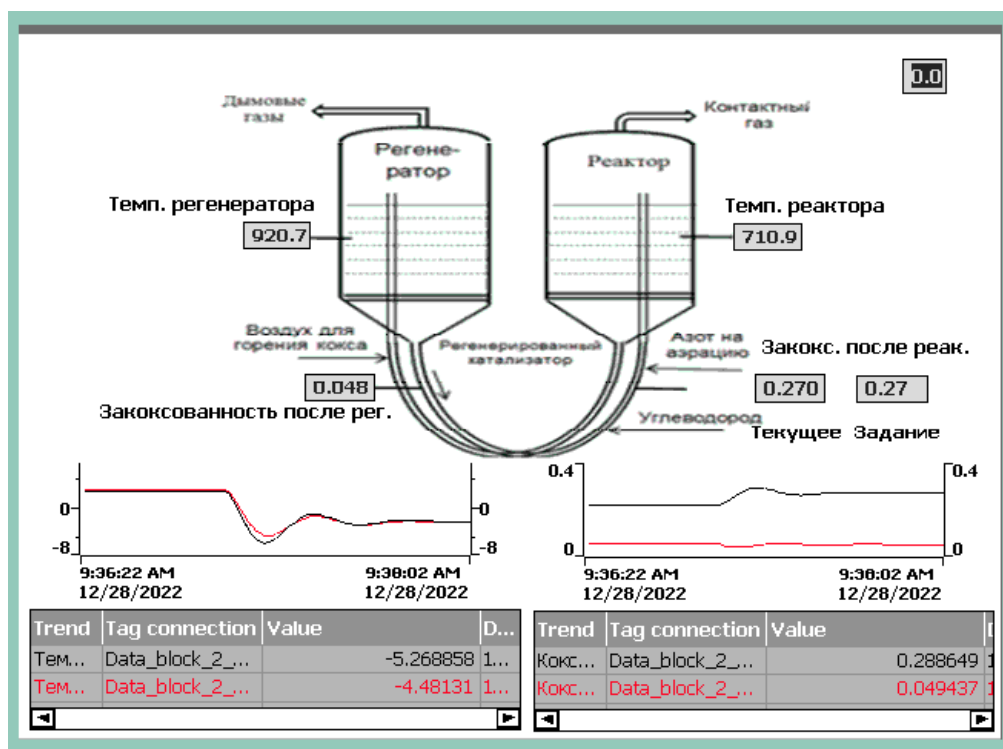 0.0
Дымовые
газы
Контактный
газ
Регене-
ратор
Реактор
Темп. регенератора
920.7
Темп. реактора
710.9
Воздух для
горения кокса
Регенерированный
катализатор
Азот на
аэрацию
Закокс. после реак.
0.048
0.270 0.27
Закоксованность после рег.
Углеводород
Текущее Задание
0
-8
0
-8
9:36:22 AM
12/28/2022
9:38:02 AM
12/28/2022
0.4
0
0.4
0
9:36:22 AM
12/28/2022
9:38:02 AM
12/28/2022
Trend Tag connection Value D...
Тем... Data_block_2_... -5.268858 1...
Тем... Data_block_2_... -4.48131 1...
Trend Tag connection Value
Кокс... Data_block_2_... 0.288649 1
Кокс... Data_block_2_... 0.049437 1